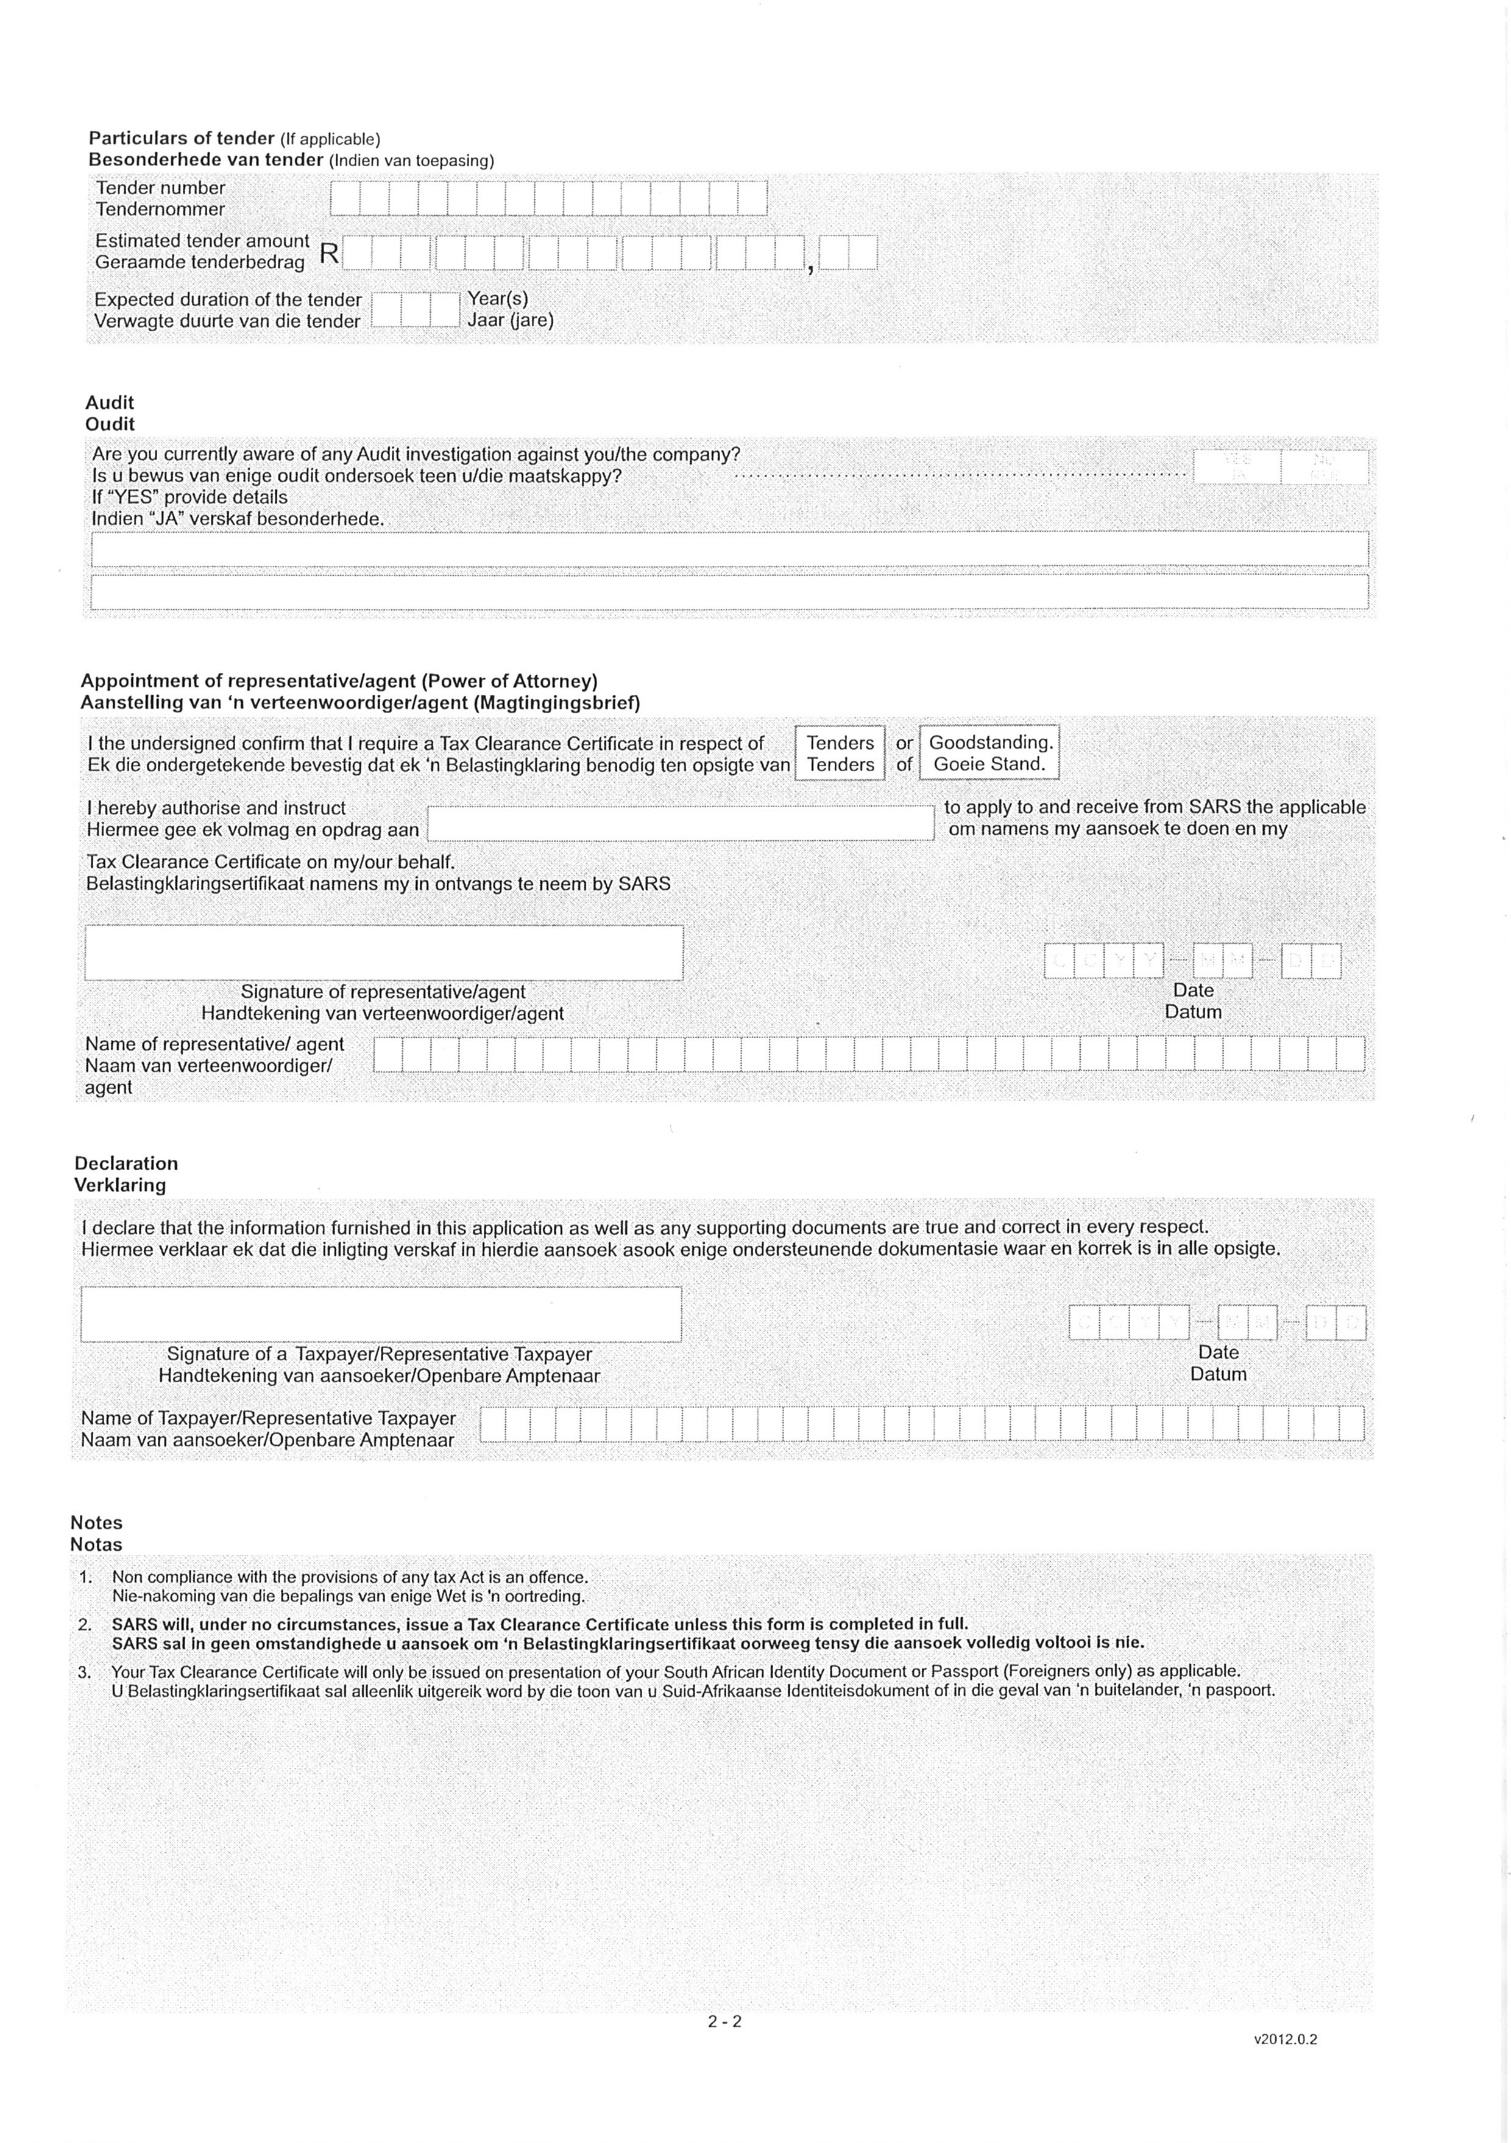 Particulars of tender (If applicable)
Besonderhede van tender (Indien van toepasing)
Tender number
Tendernommer
Estimated tender amount
Geraamde tenderbedrag
R
,
Expected duration of the tender
Verwagte duurte van die tender
Year(s)
Jaar (jare)
Audit
Oudit
Are you currently aware of any Audit investigation against you/the company?
Is u bewus van enige oudit ondersoek teen u/die maatskappy?
YES NO
JA
If “YES” provide details
Indien “JA” verskaf besonderhede.
Appointment of representative/agent (Power of Attorney)
Aanstelling van ‘n verteenwoordiger/agent (Magtingingsbrief)
I the undersigned confirm that I require a Tax Clearance Certificate in respect of Tenders or Goodstanding.
Ek die ondergetekende bevestig dat ek ‘n Belastingklaring benodig ten opsigte van Tenders of Goeie Stand.
I hereby authorise and instruct to apply to and receive from SARS the applicable
Hiermee gee ek volmag en opdrag aan om namens my aansoek te doen en my
Tax Clearance Certificate on my/our behalf.
Belastingklaringsertifikaat namens my in ontvangs te neem by SARS
C C Y Y – M M – D D
Signature of representative/agent
Handtekening van verteenwoordiger/agent
Date
Datum
Name of representative/ agent
Naam van verteenwoordiger/
agent
Declaration
Verklaring
I declare that the information furnished in this application as well as any supporting documents are true and correct in every respect.
Hiermee verklaar ek dat die inligting verskaf in hierdie aansoek asook enige ondersteunende dokumentasie waar en korrek is in alle opsigte.
C C Y Y – M M – D D
Signature of a Taxpayer/Representative Taxpayer
Handtekening van aansoeker/Openbare Amptenaar
Date
Datum
Name of Taxpayer/Representative Taxpayer
Naam van aansoeker/Openbare Amptenaar
Notes
Notas
1. Non compliance with the provisions of any tax Act is an offence.
Nie-nakoming van die bepalings van enige Wet is 'n oortreding.
2. SARS will, under no circumstances, issue a Tax Clearance Certificate unless this form is completed in full.
SARS sal in geen omstandighede u aansoek om ‘n Belastingklaringsertifikaat oorweeg tensy die aansoek volledig voltooi is nie.
3. Your Tax Clearance Certificate will only be issued on presentation of your South African Identity Document or Passport (Foreigners only) as applicable.
U Belastingklaringsertifikaat sal alleenlik uitgereik word by die toon van u Suid-Afrikaanse Identiteisdokument of in die geval van 'n buitelander, 'n paspoort.
2 - 2
v2012.0.2